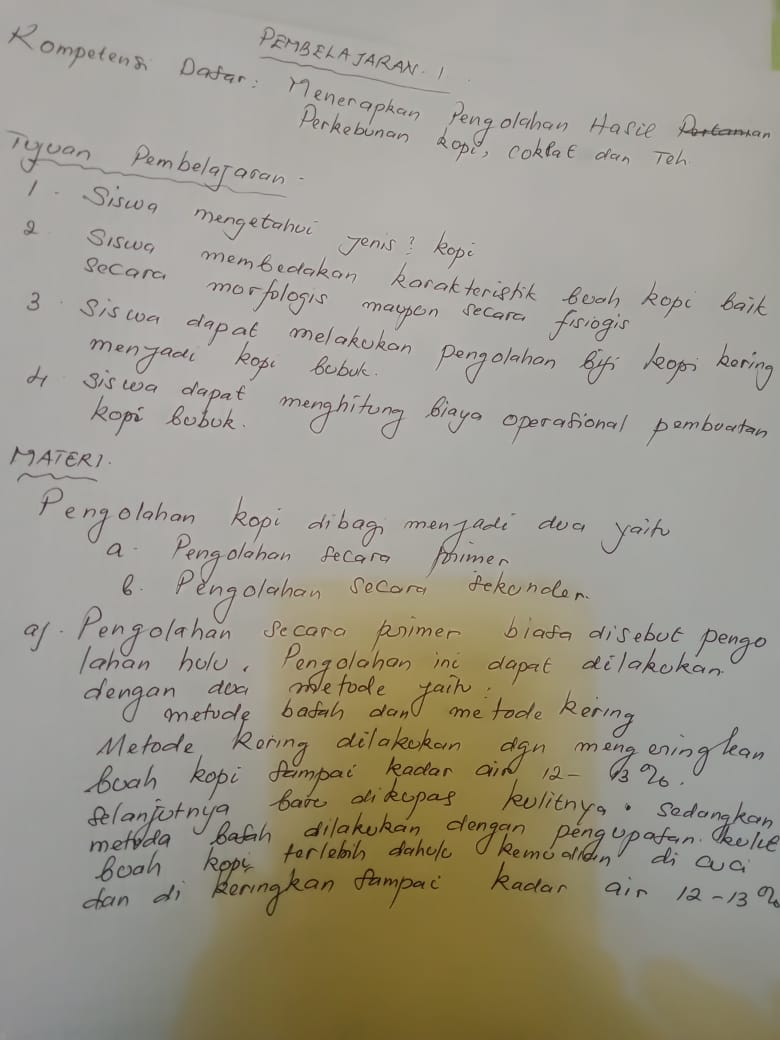 PEMBELAJARAN. 1
Kompetensi Dasar: Menerapkan Pengolahan Hasil Pertanian
Perkebunan kopi, coklat dan Teh
Tujuan Pembelajaran -
1. Siswa mengetahui jenis² kopi
2 Siswa membedakan karakteristik buah kopi baik
secara morfologis maupun secara fisiogis
3. Siswa dapat melakukan pengolahan biji kopi kering
menjadi kopi bubuk.
4 Siswa dapat menghitung biaya operasional pembuatan
kopi bubuk.
MATERI.
Pengolahan kopi dibagi menjadi dua yaitu
a. Pengolahan secara primer
b. Pengolahan secara sekunder.
a). Pengolahan secara primer biasa disebut pengo
lahan hulu. Pengolahan ini dapat dilakukan
dengan dua metode yaitu:
metode basah dan metode kering
Metode kering dilakukan dgn mengeringkan
buah kopi sampai kadar air 12 - 13 %.
selanjutnya baru dikupas kulitnya. Sedangkan
metoda basah dilakukan dengan pengupasan kulit
buah kopi terlebih dahulu kemudian di cuci
dan di keringkan sampai kadar air 12-13 %